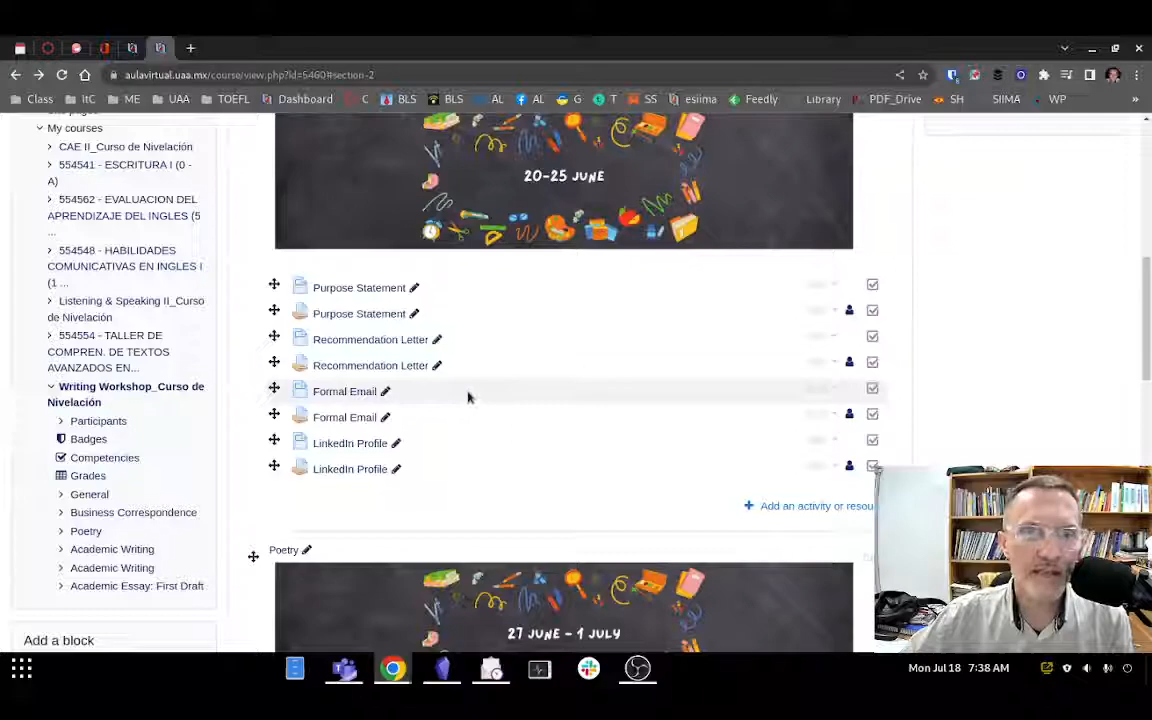 aulavirtual.uaa.mx/course/view.php?id=5460#section-2
Class
ItC
ME
UAA
TOEFL
Dashboard
C
BLS
BLS
AL
AL
G
T
SS
esiima
Feedly
Library
PDF_Drive
SH
SIIMA
WP
My courses
CAE II_Curso de Nivelación
554541 - ESCRITURA I (0 -
A)
554562 - EVALUACION DEL
APRENDIZAJE DEL INGLES (5
...
554548 - HABILIDADES
COMUNICATIVAS EN INGLES I
(1 ...
Listening & Speaking II_Curso
de Nivelación
554554 - TALLER DE
COMPREN. DE TEXTOS
AVANZADOS EN...
Writing Workshop_Curso de
Nivelación
Participants
Badges
Competencies
Grades
General
Business Correspondence
Poetry
Academic Writing
Academic Writing
Academic Essay: First Draft
Add a block
20-25 JUNE
Purpose Statement
Purpose Statement
Recommendation Letter
Recommendation Letter
Formal Email
Formal Email
LinkedIn Profile
LinkedIn Profile
Add an activity or resou
Poetry
27 JUNE - 1 JULY
Mon Jul 18 7:38 AM